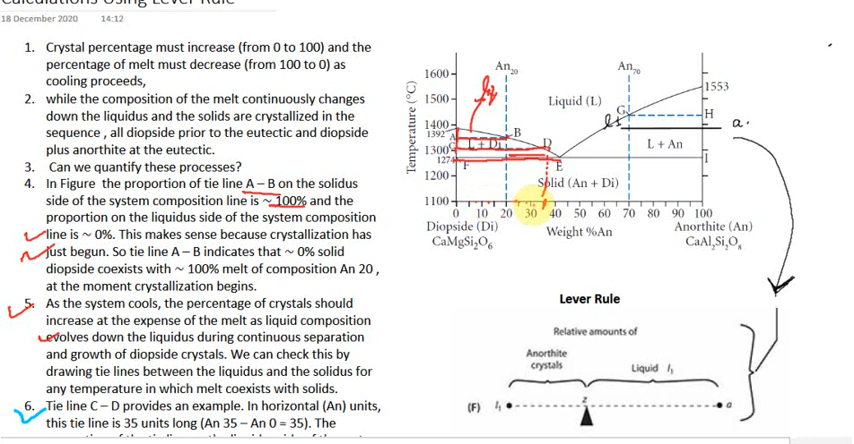 Calculations Using Lever Rule
18 December 2020 14:12
1. Crystal percentage must increase (from 0 to 100) and the
percentage of melt must decrease (from 100 to 0) as
cooling proceeds,
2. while the composition of the melt continuously changes
down the liquidus and the solids are crystallized in the
sequence , all diopside prior to the eutectic and diopside
plus anorthite at the eutectic.
3. Can we quantify these processes?
4. In Figure the proportion of tie line A – B on the solidus
side of the system composition line is ~ 100% and the
proportion on the liquidus side of the system composition
line is ~ 0%. This makes sense because crystallization has
just begun. So tie line A – B indicates that ~ 0% solid
diopside coexists with ~ 100% melt of composition An 20 ,
at the moment crystallization begins.
5. As the system cools, the percentage of crystals should
increase at the expense of the melt as liquid composition
evolves down the liquidus during continuous separation
and growth of diopside crystals. We can check this by
drawing tie lines between the liquidus and the solidus for
any temperature in which melt coexists with solids.
6. Tie line C – D provides an example. In horizontal (An) units,
this tie line is 35 units long (An 35 – An 0 = 35). The
Temperature (°C)
1600
1500
1400
1392
1300
1274
1200
1100
An20
An70
1553
Liquid (L)
A
B
C
L + Di
D
E
F
G
H
I
L + An
Solid (An + Di)
ls
a.
0 10 20 30 40 50 60 70 80 90 100
Diopside (Di)
CaMgSi2O6
Weight %An
Anorthite (An)
CaAl2Si2O8
Lever Rule
Relative amounts of
Anorthite
crystals
Liquid l1
(F) l1 z a